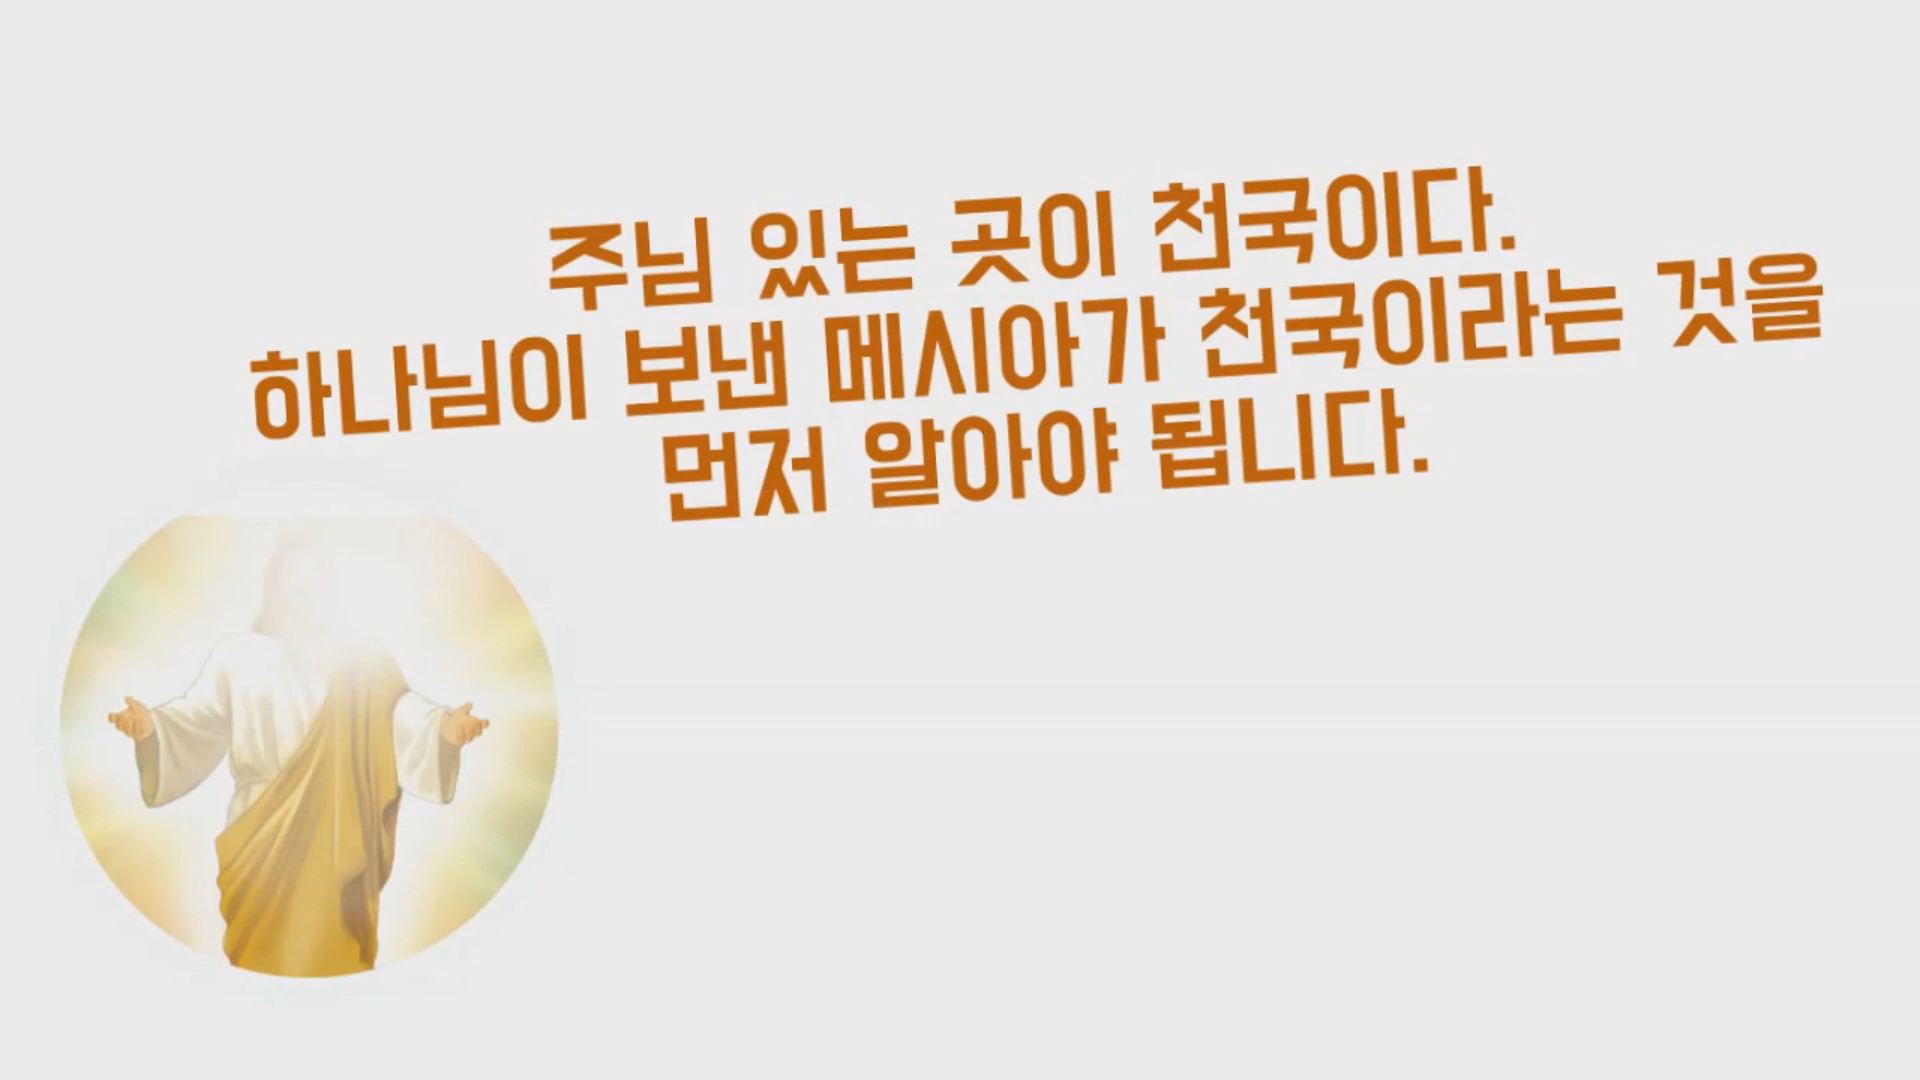 주님 있는 곳이 천국이다.
하나님이 보낸 메시아가 천국이라는 것을
먼저 알아야 됩니다.